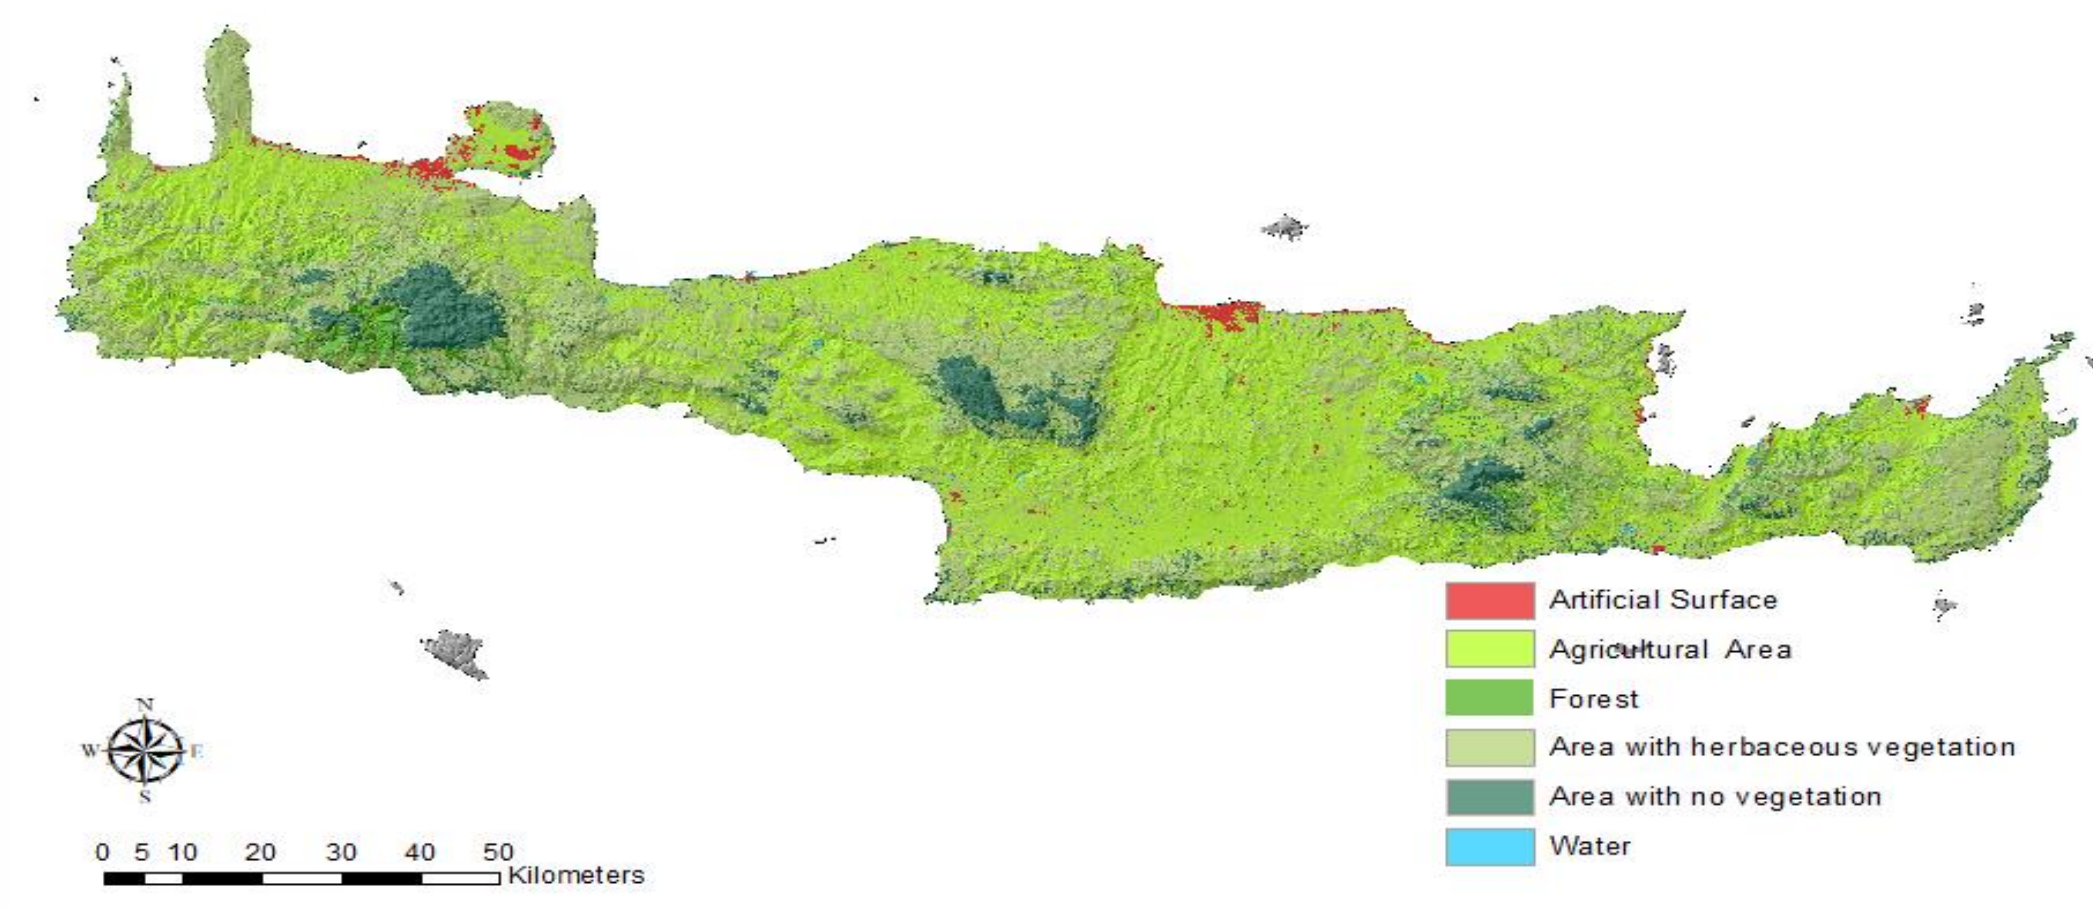 Artificial Surface
Agricultural Area
Forest
Area with herbaceous vegetation
Area with no vegetation
Water
N
W E
S
0 5 10 20 30 40 50
Kilometers